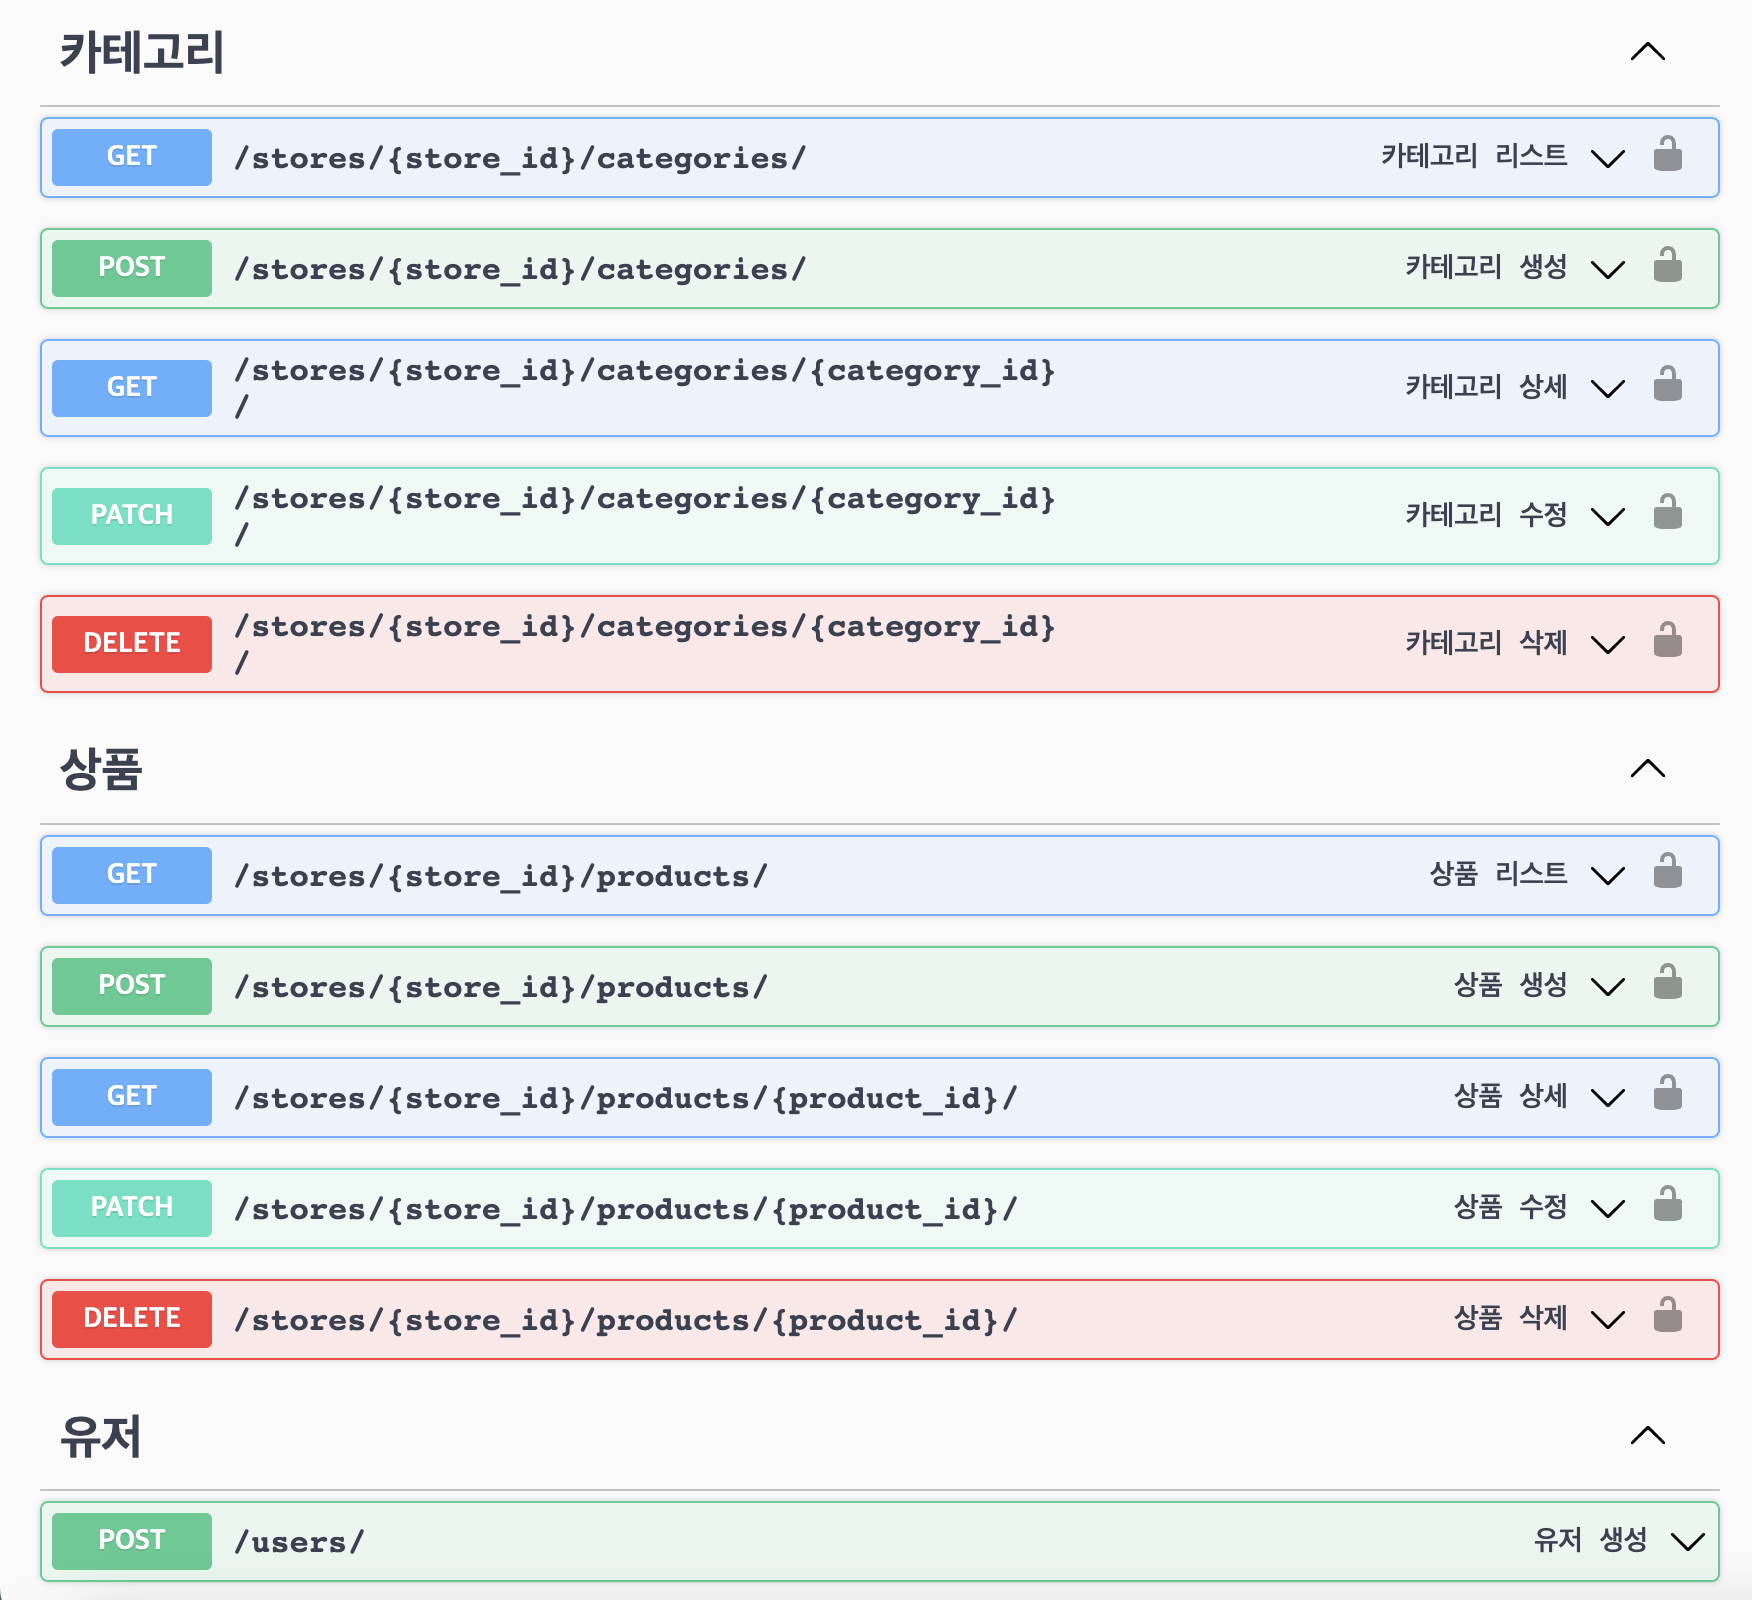 카테고리
GET /stores/{store_id}/categories/ 카테고리 리스트
POST /stores/{store_id}/categories/ 카테고리 생성
GET /stores/{store_id}/categories/{category_id}
/ 카테고리 상세
PATCH /stores/{store_id}/categories/{category_id}
/ 카테고리 수정
DELETE /stores/{store_id}/categories/{category_id}
/ 카테고리 삭제
상품
GET /stores/{store_id}/products/ 상품 리스트
POST /stores/{store_id}/products/ 상품 생성
GET /stores/{store_id}/products/{product_id}/ 상품 상세
PATCH /stores/{store_id}/products/{product_id}/ 상품 수정
DELETE /stores/{store_id}/products/{product_id}/ 상품 삭제
유저
POST /users/ 유저 생성